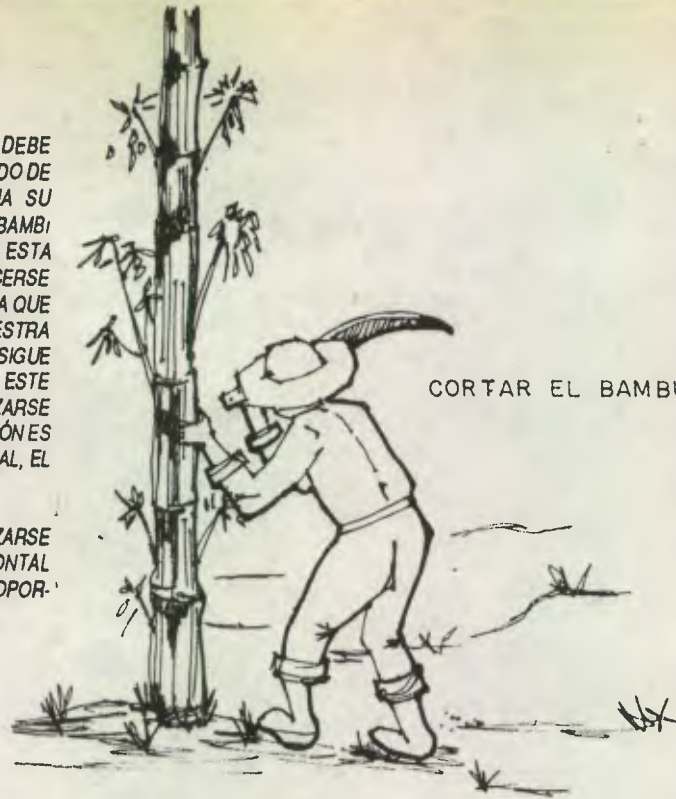 DEBE
DO DE
A SU
BAMBI
ESTA
CERSE
A QUE
ESTRA
SIGUE
ESTE
ZARSE
ÓN ES
AL, EL
ZARSE
ONTAL
OPOR-
CORTAR EL BAMBU